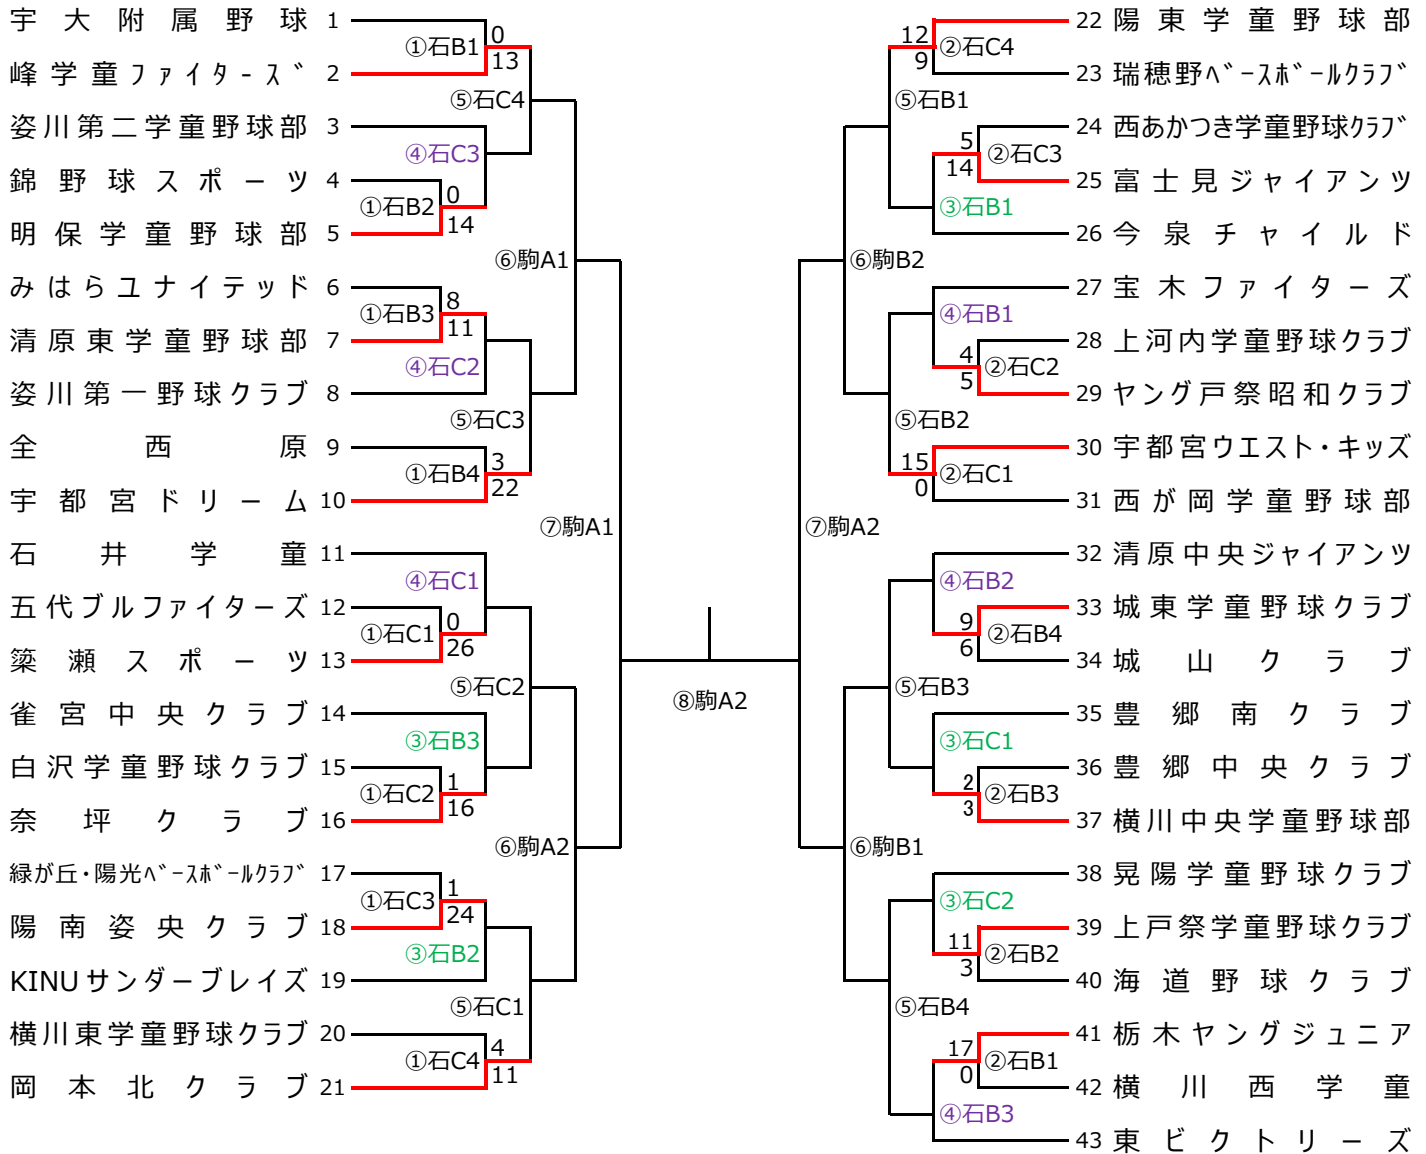 宇大附属野球 1
①石B1 0
13
峰学童ファイターズ 2
⑤石C4
姿川第二学童野球部 3
④石C3
錦野球スポーツ 4
①石B2 0
14
明保学童野球部 5
⑥駒A1
みはらユナイテッド 6
①石B3 8
11
清原東学童野球部 7
④石C2
姿川第一野球クラブ 8
⑤石C3
全西原 9
①石B4 3
22
宇都宮ドリーム 10
⑦駒A1
石井学童 11
④石C1
五代ブルファイターズ 12
①石C1 0
26
簗瀬スポーツ 13
⑤石C2
雀宮中央クラブ 14
③石B3
白沢学童野球クラブ 15
①石C2 1
16
奈坪クラブ 16
⑥駒A2
緑が丘・陽光ベースボールクラブ 17
①石C3 1
24
陽南姿央クラブ 18
③石B2
KINUサンダーブレイズ 19
⑤石C1
横川東学童野球クラブ 20
①石C4 4
11
岡本北クラブ 21
⑧駒A2
22 陽東学童野球部
12 ②石C4
9
23 瑞穂野ベースボールクラブ
⑤石B1
24 西あかつき学童野球クラブ
5 ②石C3
14
25 富士見ジャイアンツ
③石B1
26 今泉チャイルド
⑥駒B2
27 宝木ファイターズ
④石B1
28 上河内学童野球クラブ
4 ②石C2
5
29 ヤング戸祭昭和クラブ
⑤石B2
30 宇都宮ウエスト・キッズ
15 ②石C1
0
31 西が岡学童野球部
⑦駒A2
32 清原中央ジャイアンツ
④石B2
33 城東学童野球クラブ
9 ②石B4
6
34 城山クラブ
⑤石B3
35 豊郷南クラブ
③石C1
36 豊郷中央クラブ
2 ②石B3
3
37 横川中央学童野球部
⑥駒B1
38 晃陽学童野球クラブ
③石C2
39 上戸祭学童野球クラブ
11 ②石B2
3
40 海道野球クラブ
⑤石B4
41 栃木ヤングジュニア
17 ②石B1
0
42 横川西学童
④石B3
43 東ビクトリーズ